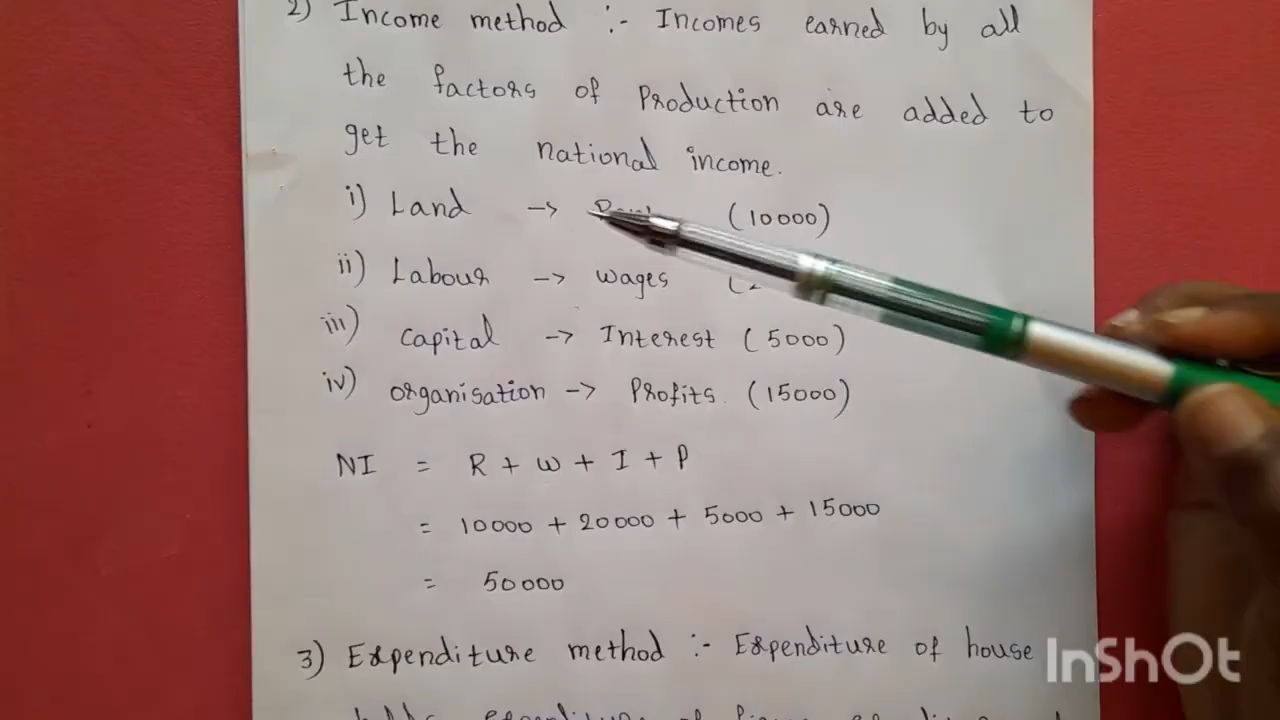 2) Income method :- Incomes earned by all
the factors of Production are added to
get the national income.
i) Land -> (10000)
ii) Labour -> wages
iii) Capital -> Interest (5000)
iv) Organisation -> Profits. (15000)
NI = R + W + I + P
= 10000 + 20000 + 5000 + 15000
= 50000
3) Expenditure method :- Expenditure of house
InShOt